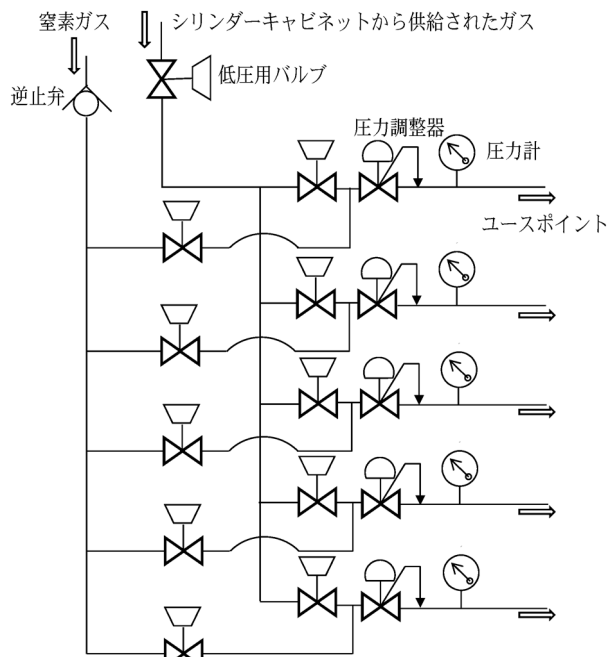 窒素ガス
シリンダーキャビネットから供給されたガス
低圧用バルブ
逆止弁
圧力調整器
圧力計
ユースポイント